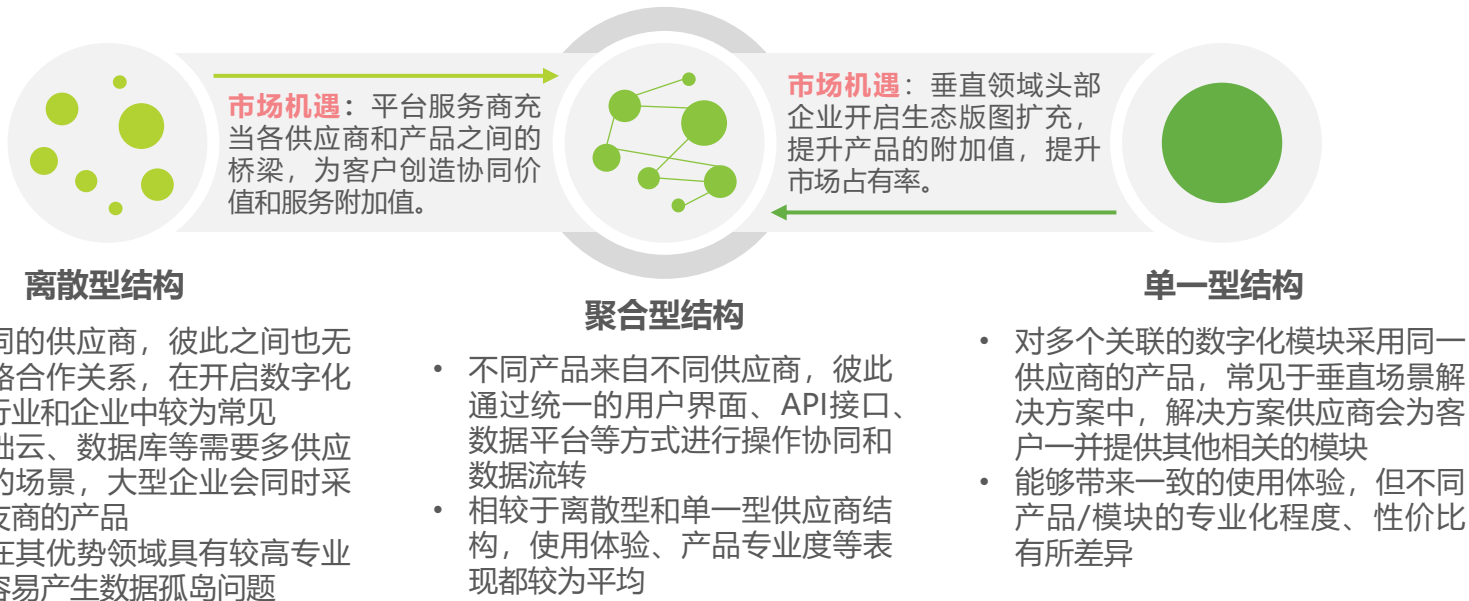 市场机遇：平台服务商充
当各供应商和产品之间的
桥梁，为客户创造协同价
值和服务附加值。
市场机遇：垂直领域头部
企业开启生态版图扩充，
提升产品的附加值，提升
市场占有率。
离散型结构
同的供应商，彼此之间也无
略合作关系，在开启数字化
行业和企业中较为常见
础云、数据库等需要多供应
的场景，大型企业会同时采
友商的产品
在其优势领域具有较高专业
容易产生数据孤岛问题
聚合型结构
• 不同产品来自不同供应商，彼此
通过统一的用户界面、API接口、
数据平台等方式进行操作协同和
数据流转
• 相较于离散型和单一型供应商结
构，使用体验、产品专业度等表
现都较为平均
单一型结构
• 对多个关联的数字化模块采用同一
供应商的产品，常见于垂直场景解
决方案中，解决方案供应商会为客
户一并提供其他相关的模块
• 能够带来一致的使用体验，但不同
产品/模块的专业化程度、性价比
有所差异